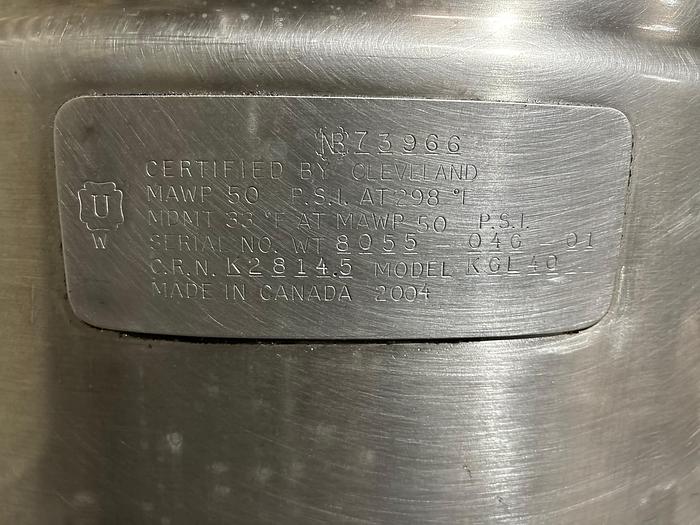 NB 73966
CERTIFIED BY CLEVELAND
MAWP 50 P.S.I. AT 298 °F
U
MDMT 33 °F AT MAWP 50 P.S.I.
W
SERIAL NO. WT 8055 - 04G - 01
C.R.N. K2814.5 MODEL KGL40
MADE IN CANADA 2004